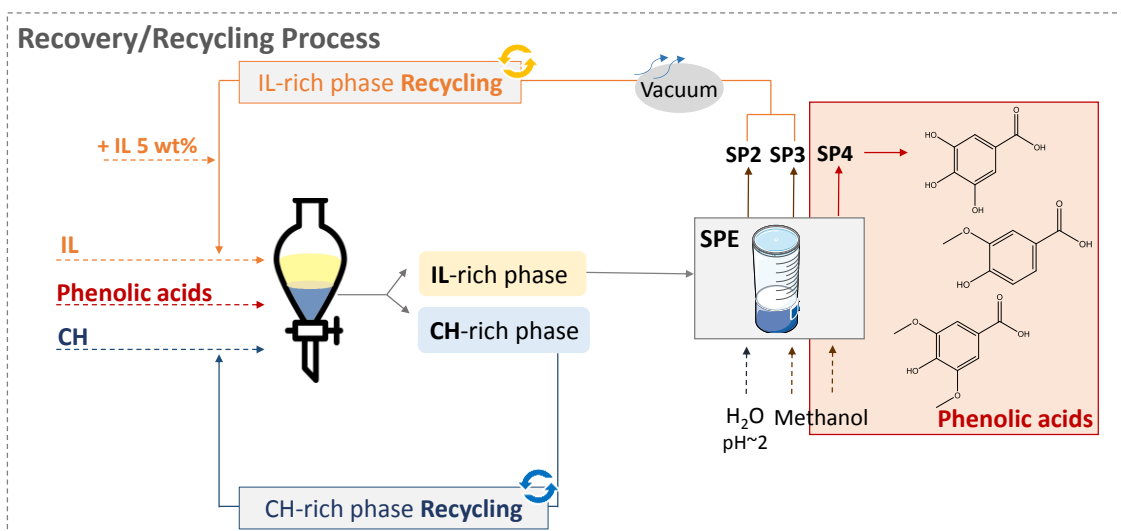 Recovery/Recycling Process
IL-rich phase Recycling
Vacuum
+ IL 5 wt%
SP2 SP3 SP4
IL
Phenolic acids
CH
IL-rich phase
CH-rich phase
SPE
H₂O
pH~2
Methanol
HO
O
OH
HO
OH
O
O
OH
HO
O
O
OH
HO
O
Phenolic acids
CH-rich phase Recycling